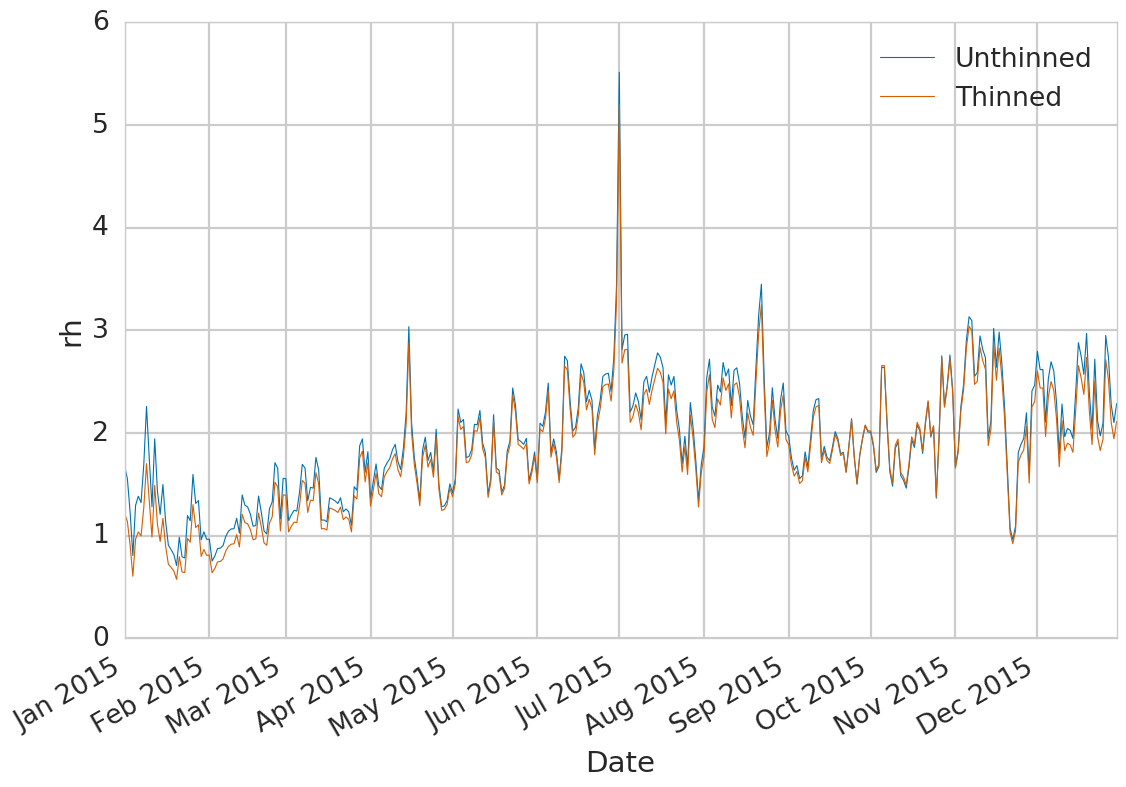 6
5
4
3
2
1
0
rh
Unthinned
Thinned
Jan 2015
Feb 2015
Mar 2015
Apr 2015
May 2015
Jun 2015
Jul 2015
Aug 2015
Sep 2015
Oct 2015
Nov 2015
Dec 2015
Date